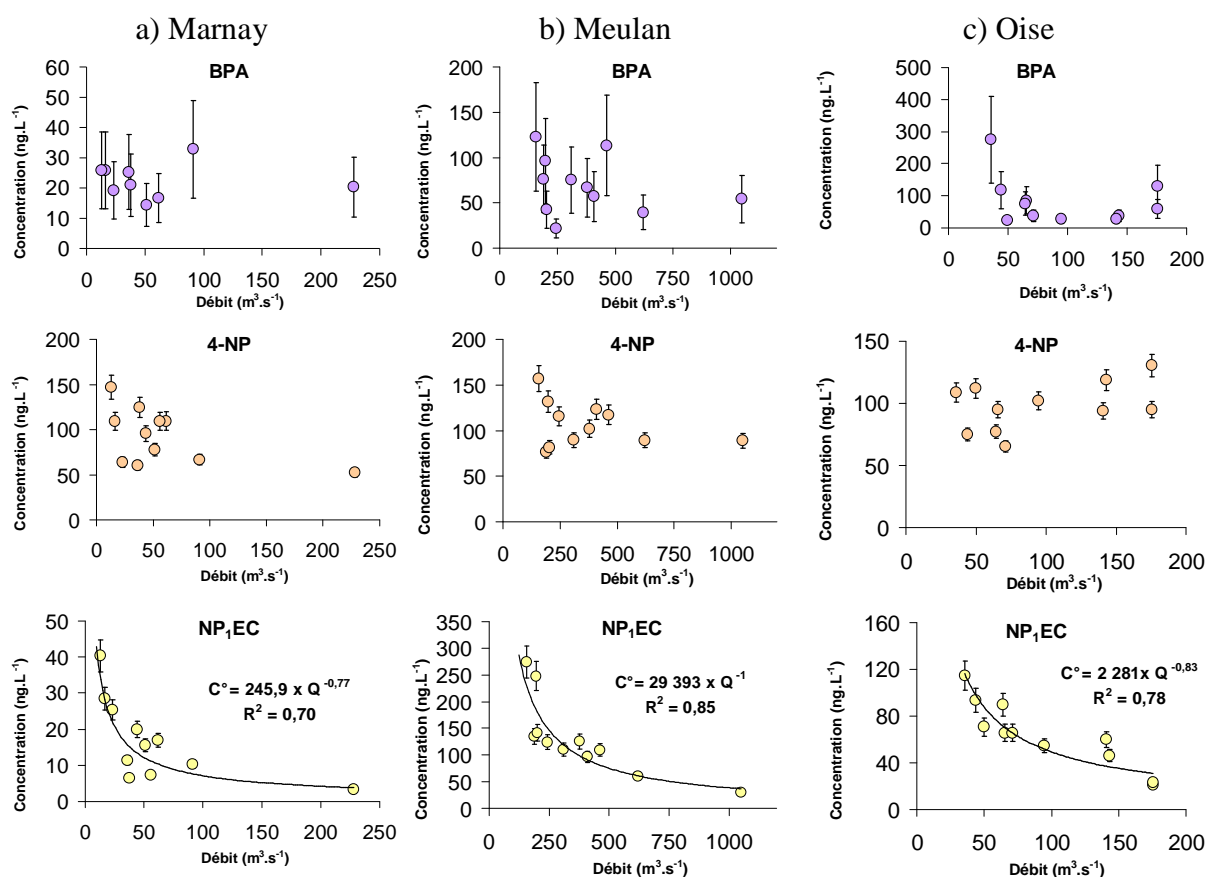 a) Marnay
b) Meulan
c) Oise
BPA
Concentration (ng.L⁻¹)
60
50
40
30
20
10
0
0 50 100 150 200 250
Débit (m³.s⁻¹)
BPA
Concentration (ng.L⁻¹)
200
150
100
50
0
0 250 500 750 1000
Débit (m³.s⁻¹)
BPA
Concentration (ng.L⁻¹)
500
400
300
200
100
0
0 50 100 150 200
Débit (m³.s⁻¹)
4-NP
Concentration (ng.L⁻¹)
200
150
100
50
0
0 50 100 150 200 250
Débit (m³.s⁻¹)
4-NP
Concentration (ng.L⁻¹)
200
150
100
50
0
0 250 500 750 1000
Débit (m³.s⁻¹)
4-NP
Concentration (ng.L⁻¹)
150
100
50
0
0 50 100 150 200
Débit (m³.s⁻¹)
NP₁EC
C°= 245,9 x Q⁻⁰,⁷⁷
R² = 0,70
Concentration (ng.L⁻¹)
50
40
30
20
10
0
0 50 100 150 200 250
Débit (m³.s⁻¹)
NP₁EC
C°= 29 393 x Q⁻¹
R² = 0,85
Concentration (ng.L⁻¹)
350
300
250
200
150
100
50
0
0 250 500 750 1000
Débit (m³.s⁻¹)
NP₁EC
C°= 2 281x Q⁻⁰,⁸³
R² = 0,78
Concentration (ng.L⁻¹)
160
120
80
40
0
0 50 100 150 200
Débit (m³.s⁻¹)